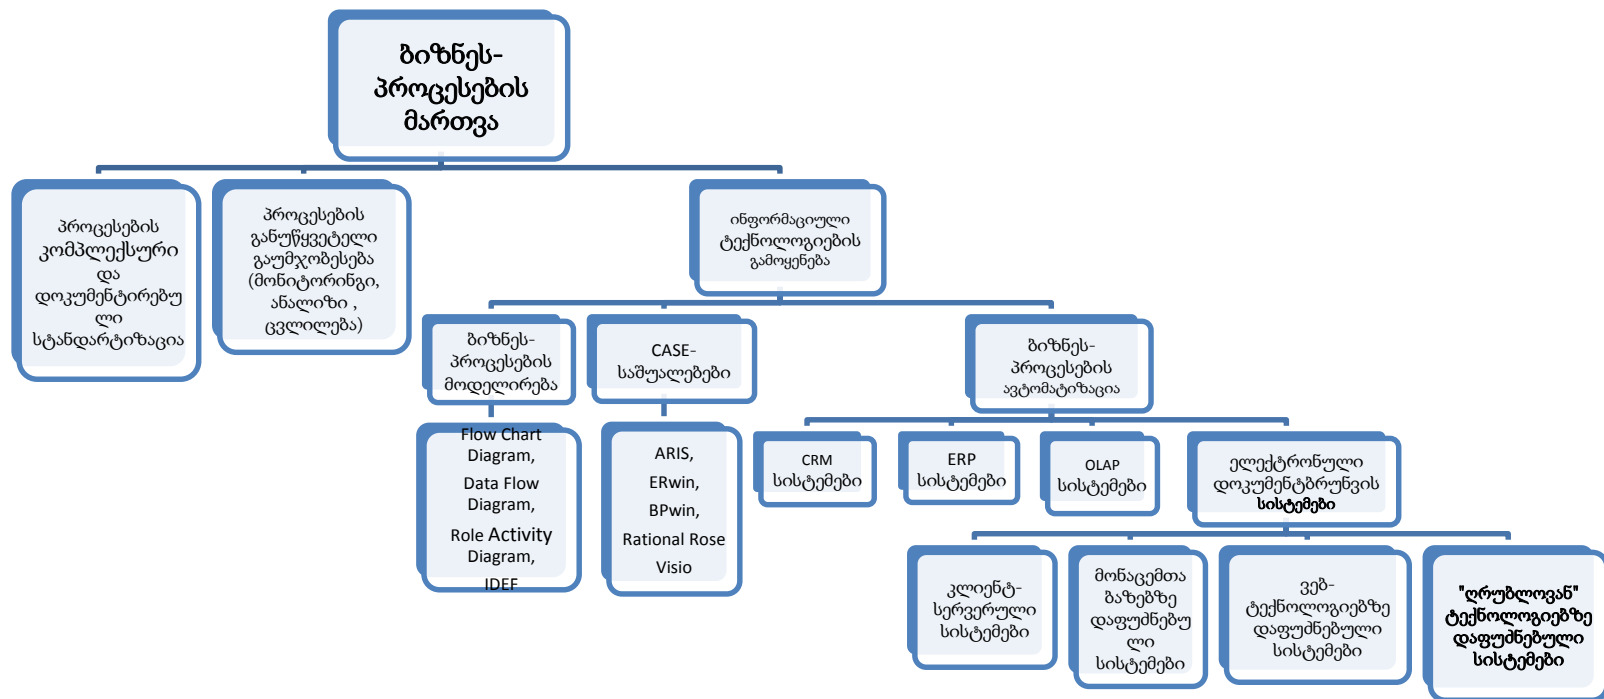 ბიზნეს-
პროცესების
მართვა
პროცესების
კომპლექსური
და
დოკუმენტირებუ
ლი
სტანდარტიზაცია
პროცესების
განუწყვეტელი
გაუმჯობესება
(მონიტორინგი,
ანალიზი ,
ცვლილება)
ინფორმაციული
ტექნოლოგიების
გამოყენება
ბიზნეს-
პროცესების
მოდელირება
CASE-
საშუალებები
ბიზნეს-
პროცესების
ავტომატიზაცია
Flow Chart
Diagram,
Data Flow
Diagram,
Role Activity
Diagram,
IDEF
ARIS,
ERwin,
BPwin,
Rational Rose
Visio
CRM
სისტემები
ERP
სისტემები
OLAP
სისტემები
ელექტრონული
დოკუმენტბრუნვის
სისტემები
კლიენტ-
სერვერული
სისტემები
მონაცემთა
ბაზებზე
დაფუძნებუ
ლი
სისტემები
ვებ-
ტექნოლოგიებზე
დაფუძნებული
სისტემები
"ღრუბლოვან"
ტექნოლოგიებზე
დაფუძნებული
სისტემები